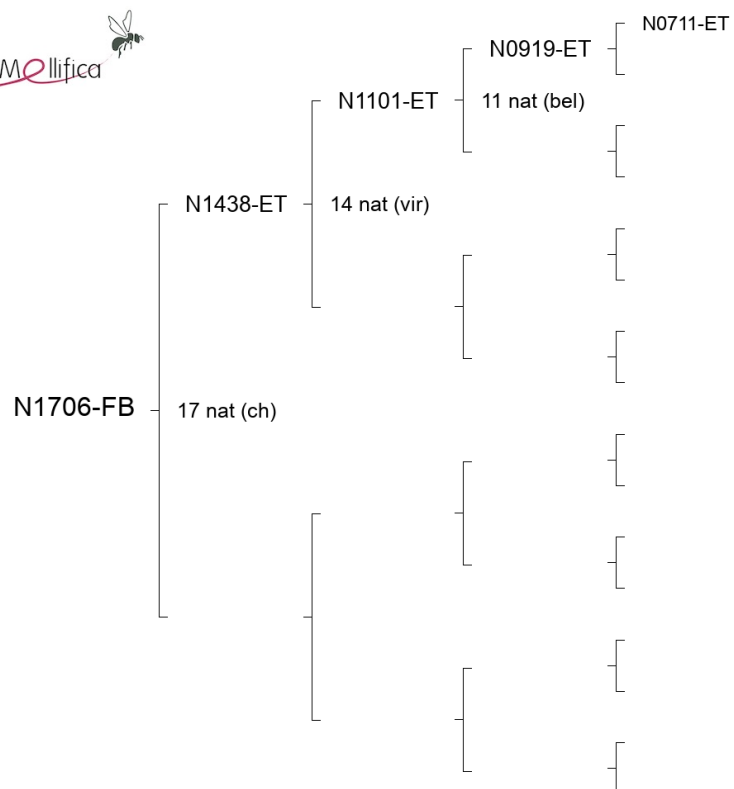 Mellifica
N0711-ET
N0919-ET
N1101-ET
11 nat (bel)
N1438-ET
14 nat (vir)
N1706-FB
17 nat (ch)